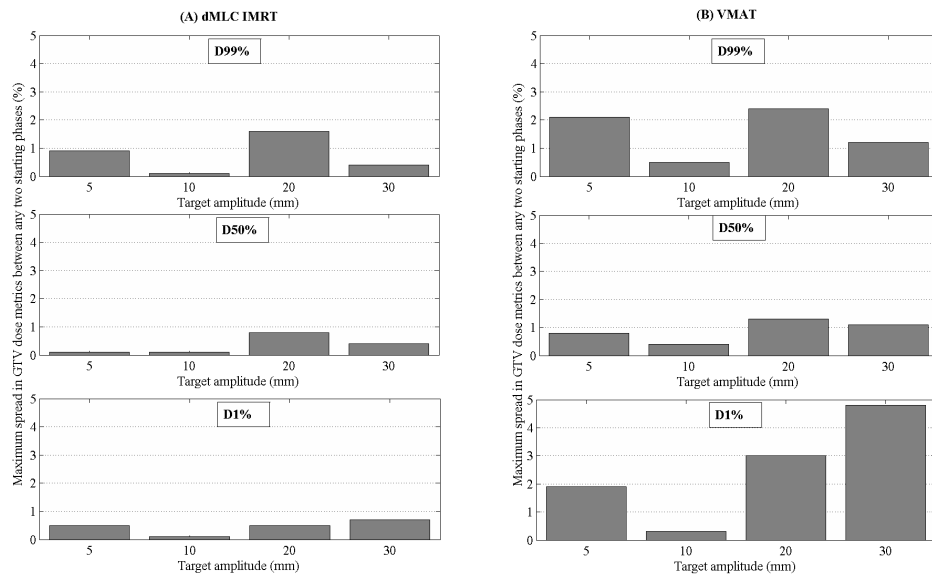 (A) dMLC IMRT
Maximum spread in GTV dose metrics between any two starting phases (%)
D99%
5
4
3
2
1
0
5 10 20 30
Target amplitude (mm)
D50%
5
4
3
2
1
0
5 10 20 30
Target amplitude (mm)
D1%
5
4
3
2
1
0
5 10 20 30
Target amplitude (mm)
(B) VMAT
Maximum spread in GTV dose metrics between any two starting phases (%)
D99%
5
4
3
2
1
0
5 10 20 30
Target amplitude (mm)
D50%
5
4
3
2
1
0
5 10 20 30
Target amplitude (mm)
D1%
5
4
3
2
1
0
5 10 20 30
Target amplitude (mm)